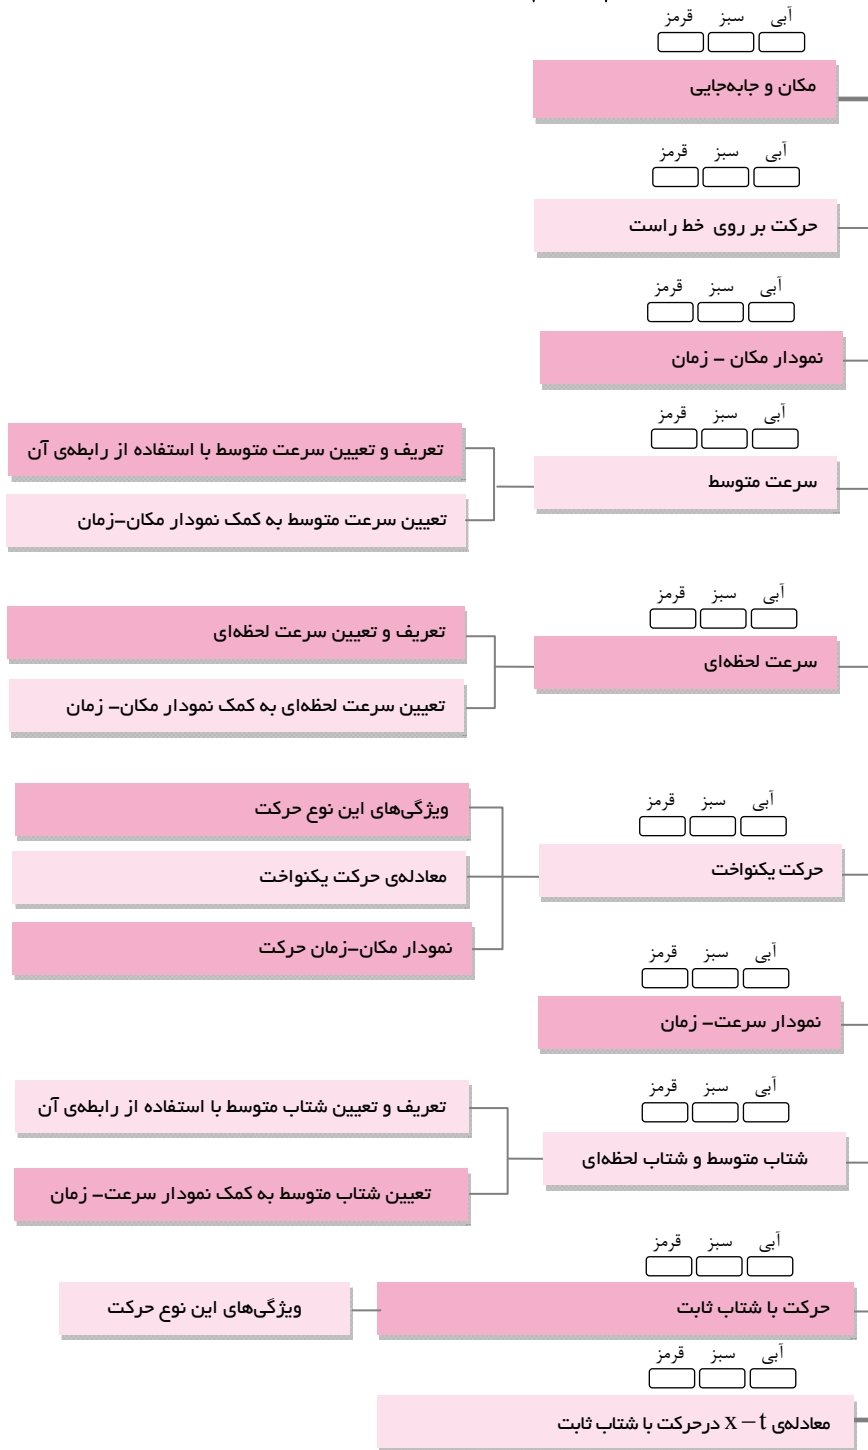 آبی سبز قرمز
مکان و جابه‌جایی
آبی سبز قرمز
حرکت بر روی خط راست
آبی سبز قرمز
نمودار مکان – زمان
آبی سبز قرمز
سرعت متوسط
تعریف و تعیین سرعت متوسط با استفاده از رابطه‌ی آن
تعیین سرعت متوسط به کمک نمودار مکان–زمان
آبی سبز قرمز
سرعت لحظه‌ای
تعریف و تعیین سرعت لحظه‌ای
تعیین سرعت لحظه‌ای به کمک نمودار مکان– زمان
آبی سبز قرمز
حرکت یکنواخت
ویژگی‌های این نوع حرکت
معادله‌ی حرکت یکنواخت
نمودار مکان–زمان حرکت
آبی سبز قرمز
نمودار سرعت– زمان
آبی سبز قرمز
شتاب متوسط و شتاب لحظه‌ای
تعریف و تعیین شتاب متوسط با استفاده از رابطه‌ی آن
تعیین شتاب متوسط به کمک نمودار سرعت– زمان
آبی سبز قرمز
حرکت با شتاب ثابت
ویژگی‌های این نوع حرکت
آبی سبز قرمز
معادله‌ی x – t درحرکت با شتاب ثابت